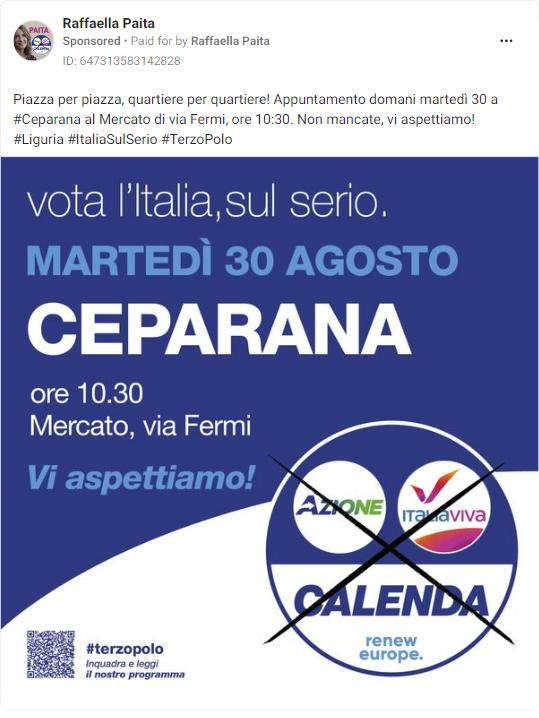 Raffaella Paita
Sponsored • Paid for by Raffaella Paita
ID: 647313583142828
Piazza per piazza, quartiere per quartiere! Appuntamento domani martedì 30 a
#Ceparana al Mercato di via Fermi, ore 10:30. Non mancate, vi aspettiamo!
#Liguria #ItaliaSulSerio #TerzoPolo
vota l'Italia, sul serio.
MARTEDÌ 30 AGOSTO
CEPARANA
ore 10.30
Mercato, via Fermi
Vi aspettiamo!
AZIONE
ITALIAVIVA
CALENDA
renew
europe.
#terzopolo
Inquadra e leggi
il nostro programma
PAITA
CALENDA